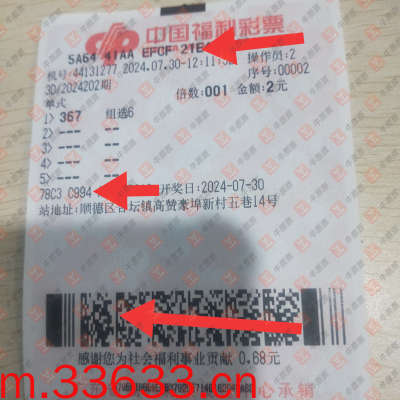 中国福利彩票
5A64 41AA EFCF 21E
机号:44131277 2024.07.30-12:11:
操作员:2
3D/2024202期
序号:00002
单式
倍数:001 金额:2元
1> 367 组选6
2> --- --
3> --- --
4> --- --
5> --- --
78C3 C994
开奖日:2024-07-30
站地址:顺德区杏坛镇高赞豪埠新村五巷14号
感谢您为社会福利事业贡献 0.68元
m.33633.cn
心承销